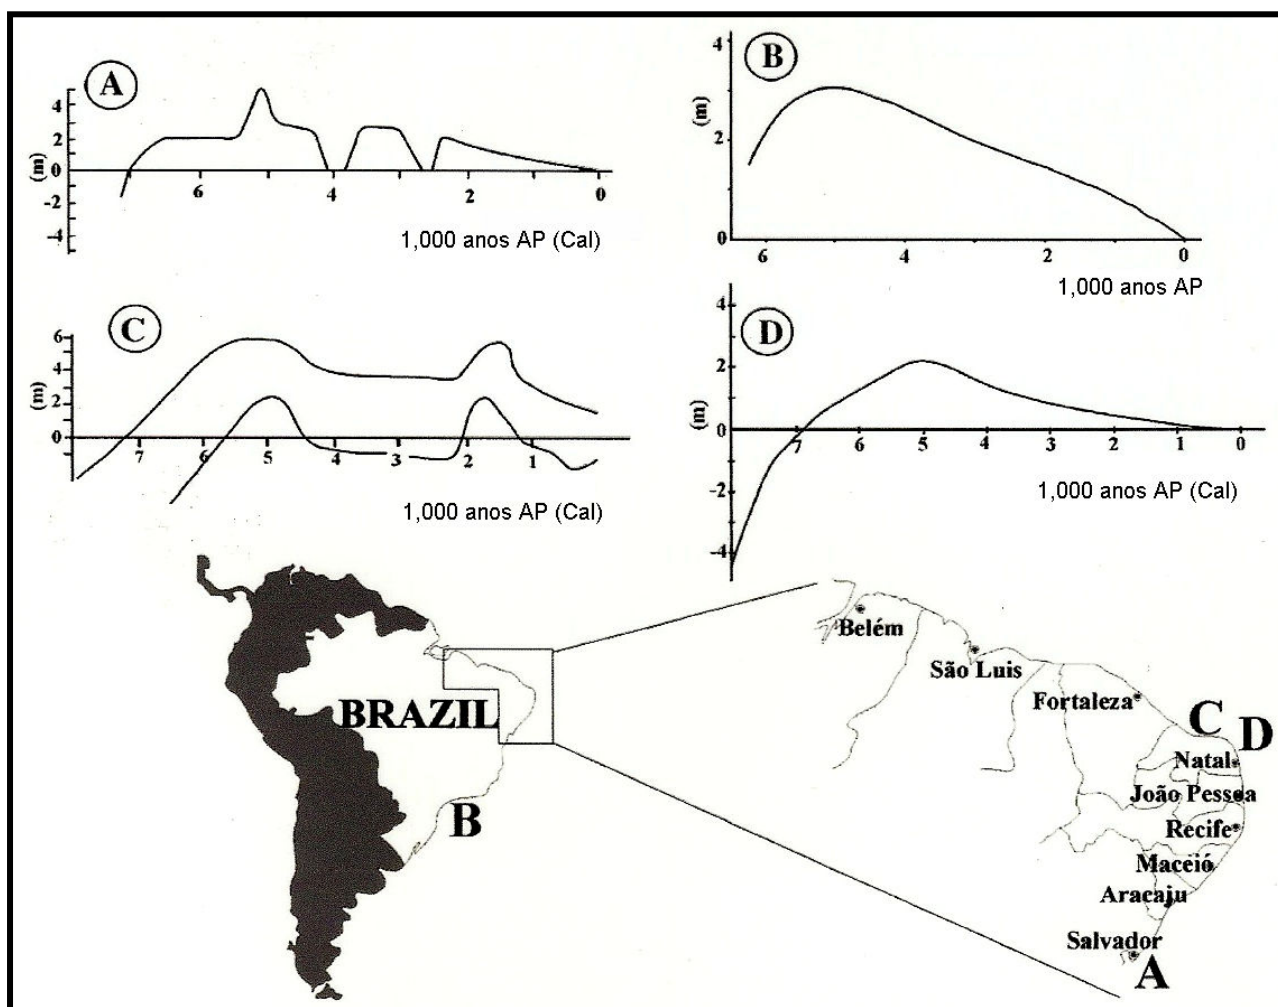 A
4
2
0
-2
-4
(m)
6
4
2
0
1,000 anos AP (Cal)
B
4
2
0
(m)
6
4
2
0
1,000 anos AP
C
6
4
2
0
(m)
7
6
5
4
3
2
1
1,000 anos AP (Cal)
D
4
2
0
-2
-4
(m)
7
6
5
4
3
2
1
0
1,000 anos AP (Cal)
BRAZIL
B
Belém
São Luis
Fortaleza
C
D
Natal
João Pessoa
Recife
Maceió
Aracaju
Salvador
A